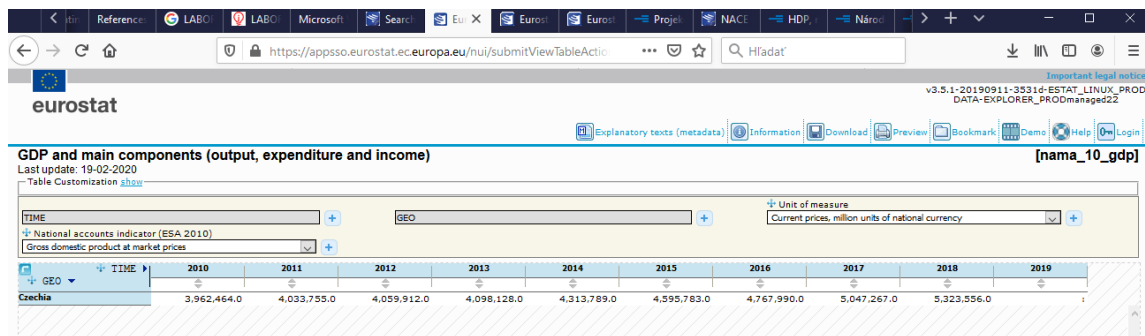 Reference:
LABO
LABO
Microsoft
Search
Eu
Eurost
Eurost
Projek
NACE
HDP,
Národ
https://appsso.eurostat.ec.europa.eu/nui/submitViewTableActio
Hľadať
Important legal notice
v3.5.1-20190911-3531d-ESTAT_LINUX_PROD
DATA-EXPLORER_PRODmanaged22
eurostat
Explanatory texts (metadata) Information Download Preview Bookmark Demo Help Login
GDP and main components (output, expenditure and income) [nama_10_gdp]
Last update: 19-02-2020
Table Customization show
Unit of measure
TIME + GEO + Current prices, million units of national currency +
National accounts indicator (ESA 2010)
Gross domestic product at market prices +
TIME 2010 2011 2012 2013 2014 2015 2016 2017 2018 2019
GEO
Czechia 3,962,464.0 4,033,755.0 4,059,912.0 4,098,128.0 4,313,789.0 4,595,783.0 4,767,990.0 5,047,267.0 5,323,556.0 :